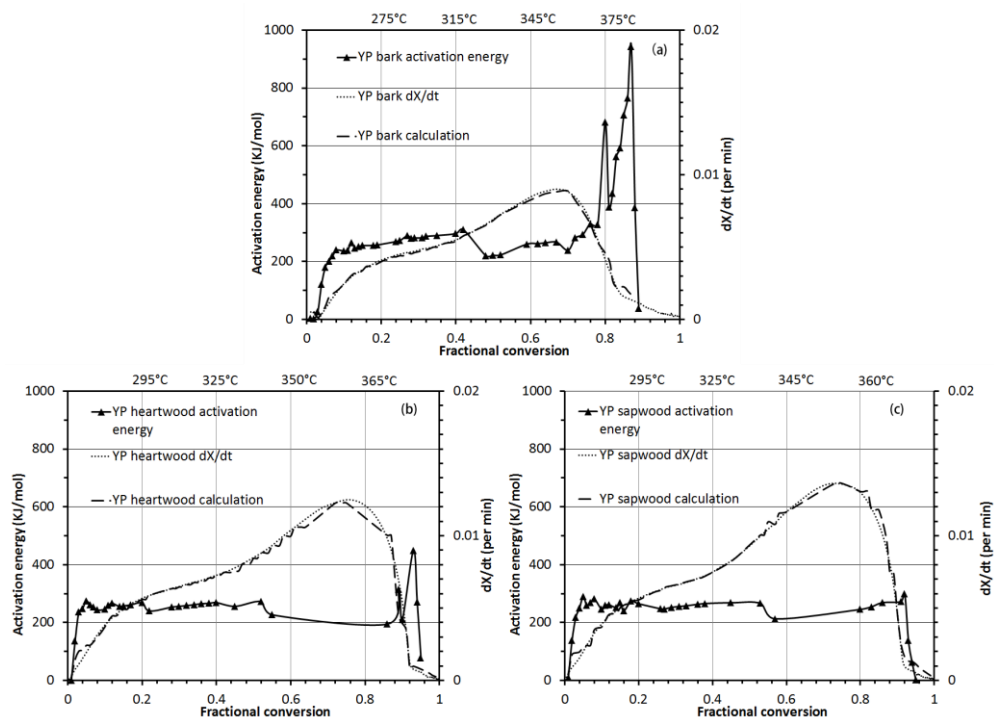 275°C 315°C 345°C 375°C
1000 0.02
(a)
YP bark activation energy
800
YP bark dX/dt
600
YP bark calculation
0.01
400
200
0 0
0 0.2 0.4 0.6 0.8 1
Activation energy (KJ/mol)
dX/dt (per min)
Fractional conversion
295°C 325°C 350°C 365°C
1000 0.02
(b)
YP heartwood activation
energy
800
YP heartwood dX/dt
600
YP heartwood calculation
0.01
400
200
0 0
0 0.2 0.4 0.6 0.8 1
Activation energy (KJ/mol)
dX/dt (per min)
Fractional conversion
295°C 325°C 345°C 360°C
1000 0.02
(c)
YP sapwood activation
energy
800
YP sapwood dX/dt
600
YP sapwood calculation
0.01
400
200
0 0
0 0.2 0.4 0.6 0.8 1
Activation energy (KJ/mol)
dX/dt (per min)
Fractional conversion